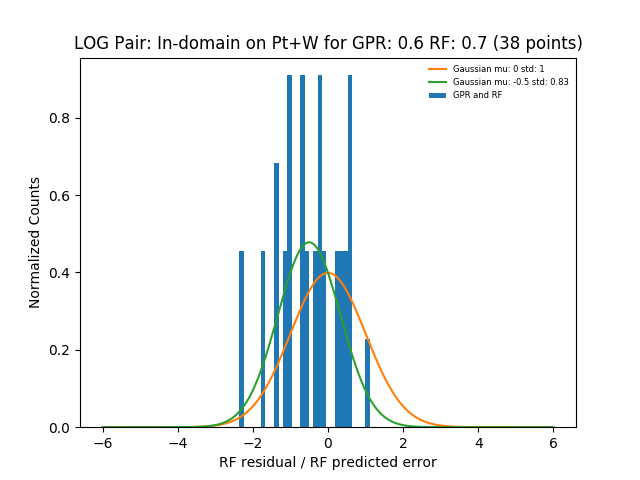 LOG Pair: In-domain on Pt+W for GPR: 0.6 RF: 0.7 (38 points)
Gaussian mu: 0 std: 1
Gaussian mu: -0.5 std: 0.83
GPR and RF
Normalized Counts
0.8
0.6
0.4
0.2
0.0
−6 −4 −2 0 2 4 6
RF residual / RF predicted error